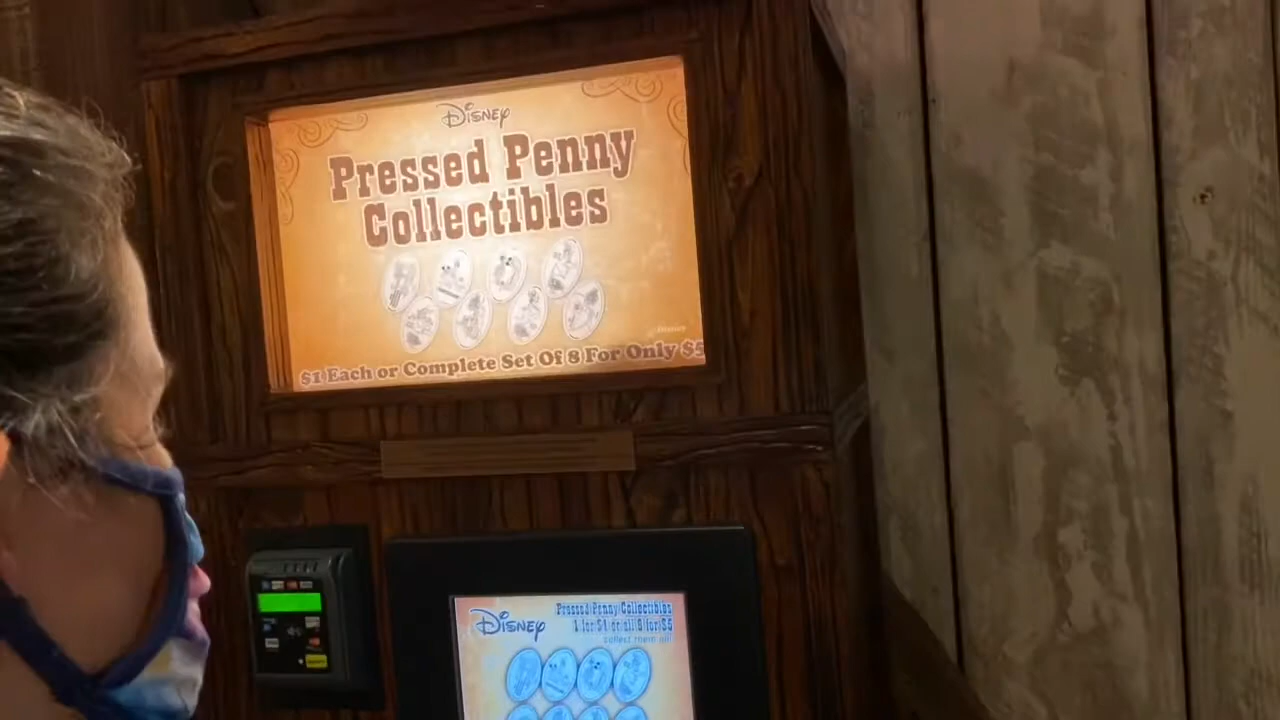 Disney
Pressed Penny
Collectibles
Disney
$1 Each or Complete Set Of 8 For Only $5
Disney
Pressed Penny Collectibles
1 for $1 or all 8 for $5
collect them all